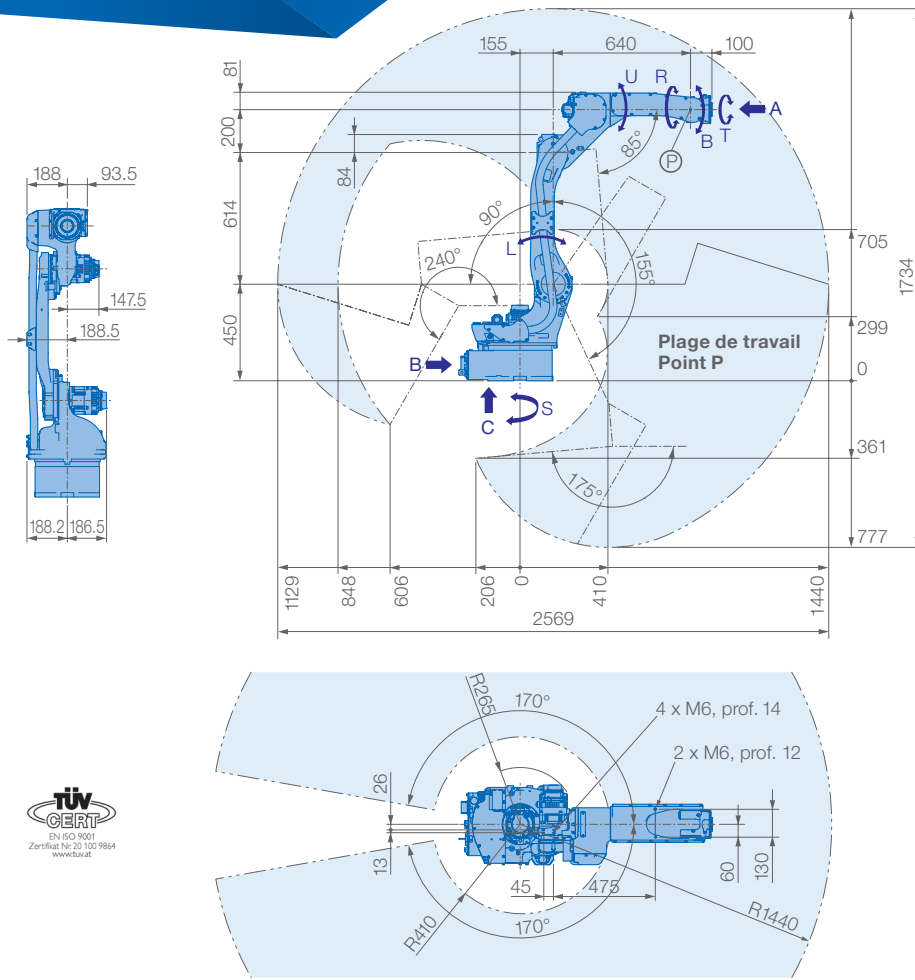 155
640
100
81
200
84
614
450
U
R
A
B
T
P
85°
90°
L
240°
155°
705
1734
299
0
Plage de travail
Point P
B
C
S
361
175°
777
1129
848
606
206
0
410
1440
2569
188
93.5
147.5
188.5
188.2
186.5
R265
170°
4 x M6, prof. 14
2 x M6, prof. 12
26
13
45
475
60
130
R410
170°
R1440
TÜV
CERT
EN ISO 9001
Zertifikat Nr. 20 100 9864
www.tuv.at